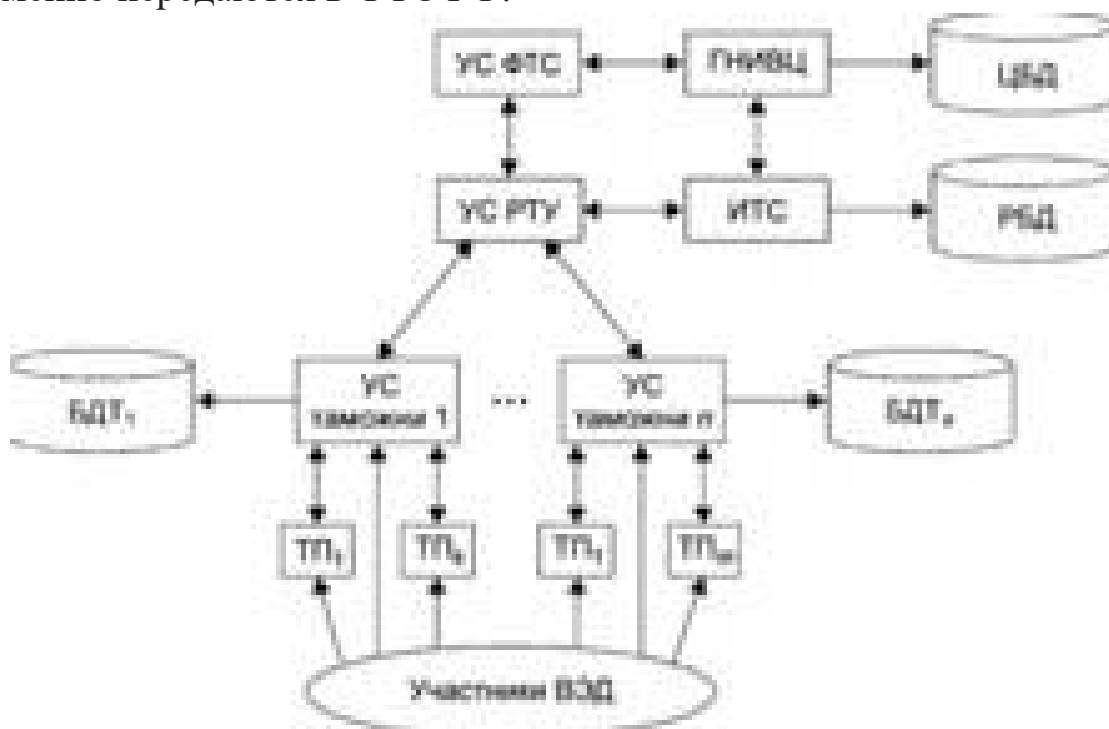 УС ФТС
ГНИВЦ
ЦБД
УС РТУ
ИТС
РБД
БДТ₁
УС
таможни 1
...
УС
таможни n
БДТₙ
ТП₁
ТПₖ
ТП₁
ТПₘ
Участники ВЭД